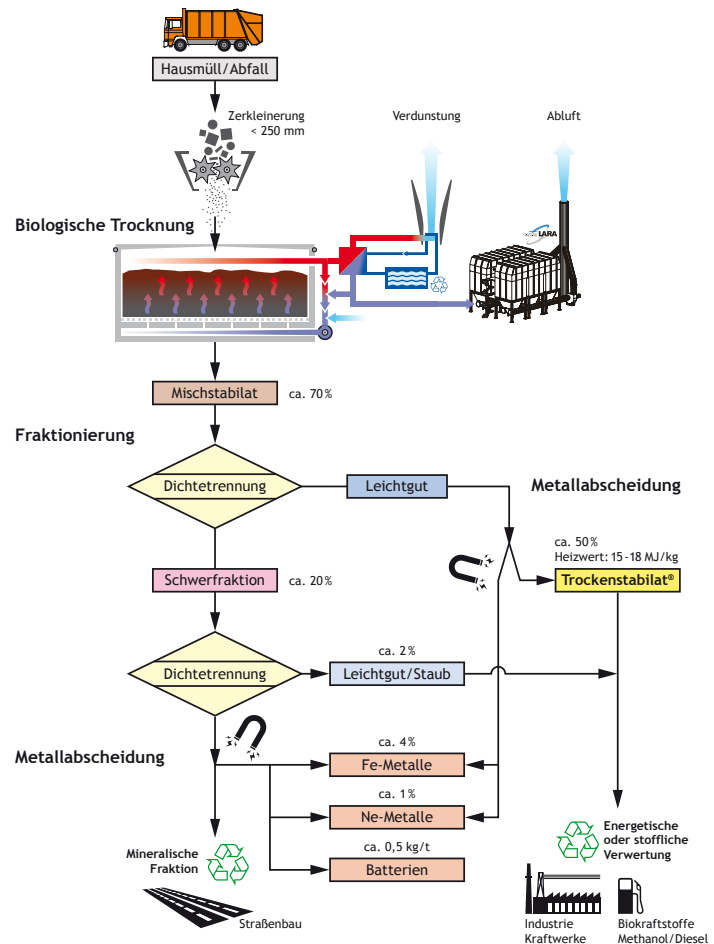 Hausmüll/Abfall
Zerkleinerung
< 250 mm
Verdunstung
Abluft
Biologische Trocknung
LARA
Mischstabilat
ca. 70%
Fraktionierung
Dichtetrennung
Leichtgut
Metallabscheidung
ca. 50%
Heizwert: 15-18 MJ/kg
Trockenstabilat®
Schwerfraktion
ca. 20%
ca. 2%
Dichtetrennung
Leichtgut/Staub
Metallabscheidung
ca. 4%
Fe-Metalle
ca. 1%
Ne-Metalle
ca. 0,5 kg/t
Batterien
Mineralische
Fraktion
Straßenbau
Energetische
oder stoffliche
Verwertung
Industrie
Kraftwerke
Biokraftstoffe
Methanol/Diesel